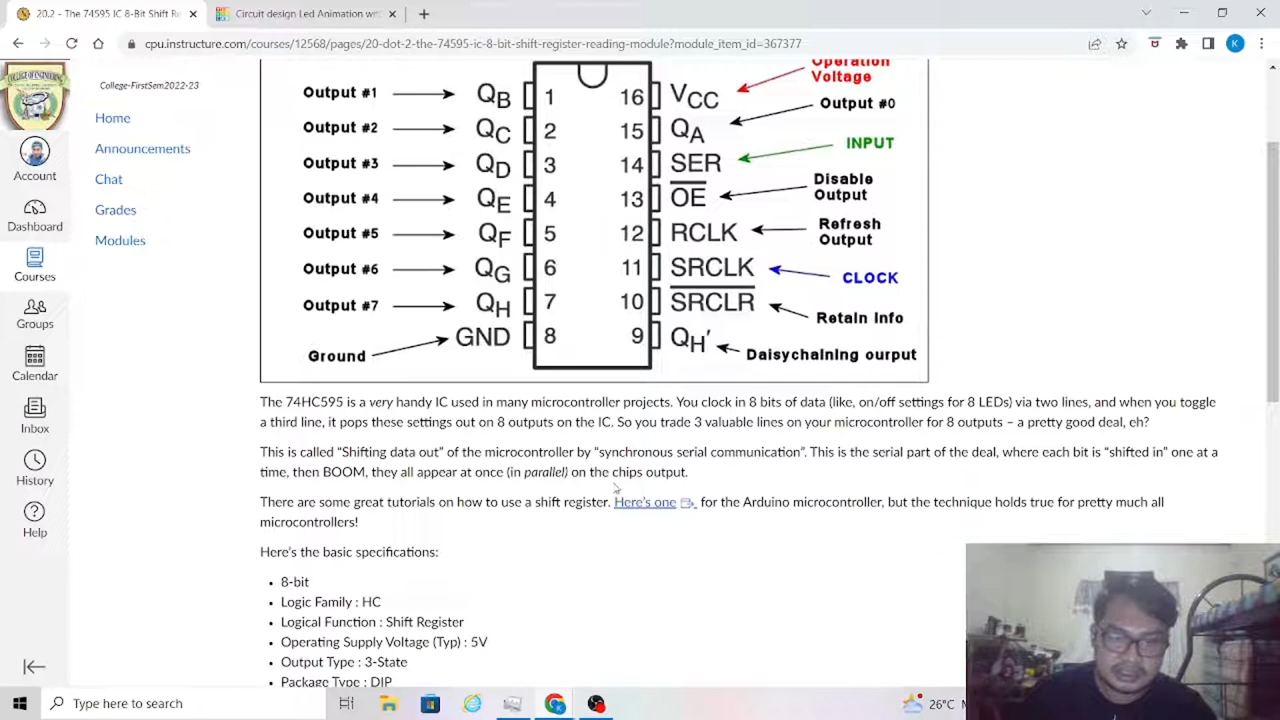 20.2 - The 74595 IC 8-Bit Shift Re
Circuit design Led Animation wit
cpu.instructure.com/courses/12568/pages/20-dot-2-the-74595-ic-8-bit-shift-register-reading-module?module_item_id=367377
K
COLLEGE OF ENGINEERING
College-FirstSem2022-23
Home
Announcements
Chat
Grades
Modules
Account
Dashboard
Courses
Groups
Calendar
Inbox
History
Help
Output #1 QB 1 16 VCC Operation Voltage
Output #2 QC 2 15 QA Output #0
Output #3 QD 3 14 SER INPUT
Output #4 QE 4 13 OE Disable Output
Output #5 QF 5 12 RCLK Refresh Output
Output #6 QG 6 11 SRCLK CLOCK
Output #7 QH 7 10 SRCLR Retain Info
Ground GND 8 9 QH' Daisychaining ourput
The 74HC595 is a very handy IC used in many microcontroller projects. You clock in 8 bits of data (like, on/off settings for 8 LEDs) via two lines, and when you toggle
a third line, it pops these settings out on 8 outputs on the IC. So you trade 3 valuable lines on your microcontroller for 8 outputs – a pretty good deal, eh?
This is called "Shifting data out" of the microcontroller by "synchronous serial communication". This is the serial part of the deal, where each bit is "shifted in" one at a
time, then BOOM, they all appear at once (in parallel) on the chips output.
There are some great tutorials on how to use a shift register. Here's one for the Arduino microcontroller, but the technique holds true for pretty much all
microcontrollers!
Here's the basic specifications:
8-bit
Logic Family : HC
Logical Function : Shift Register
Operating Supply Voltage (Typ) : 5V
Output Type : 3-State
Package Type : DIP
Type here to search
26°C